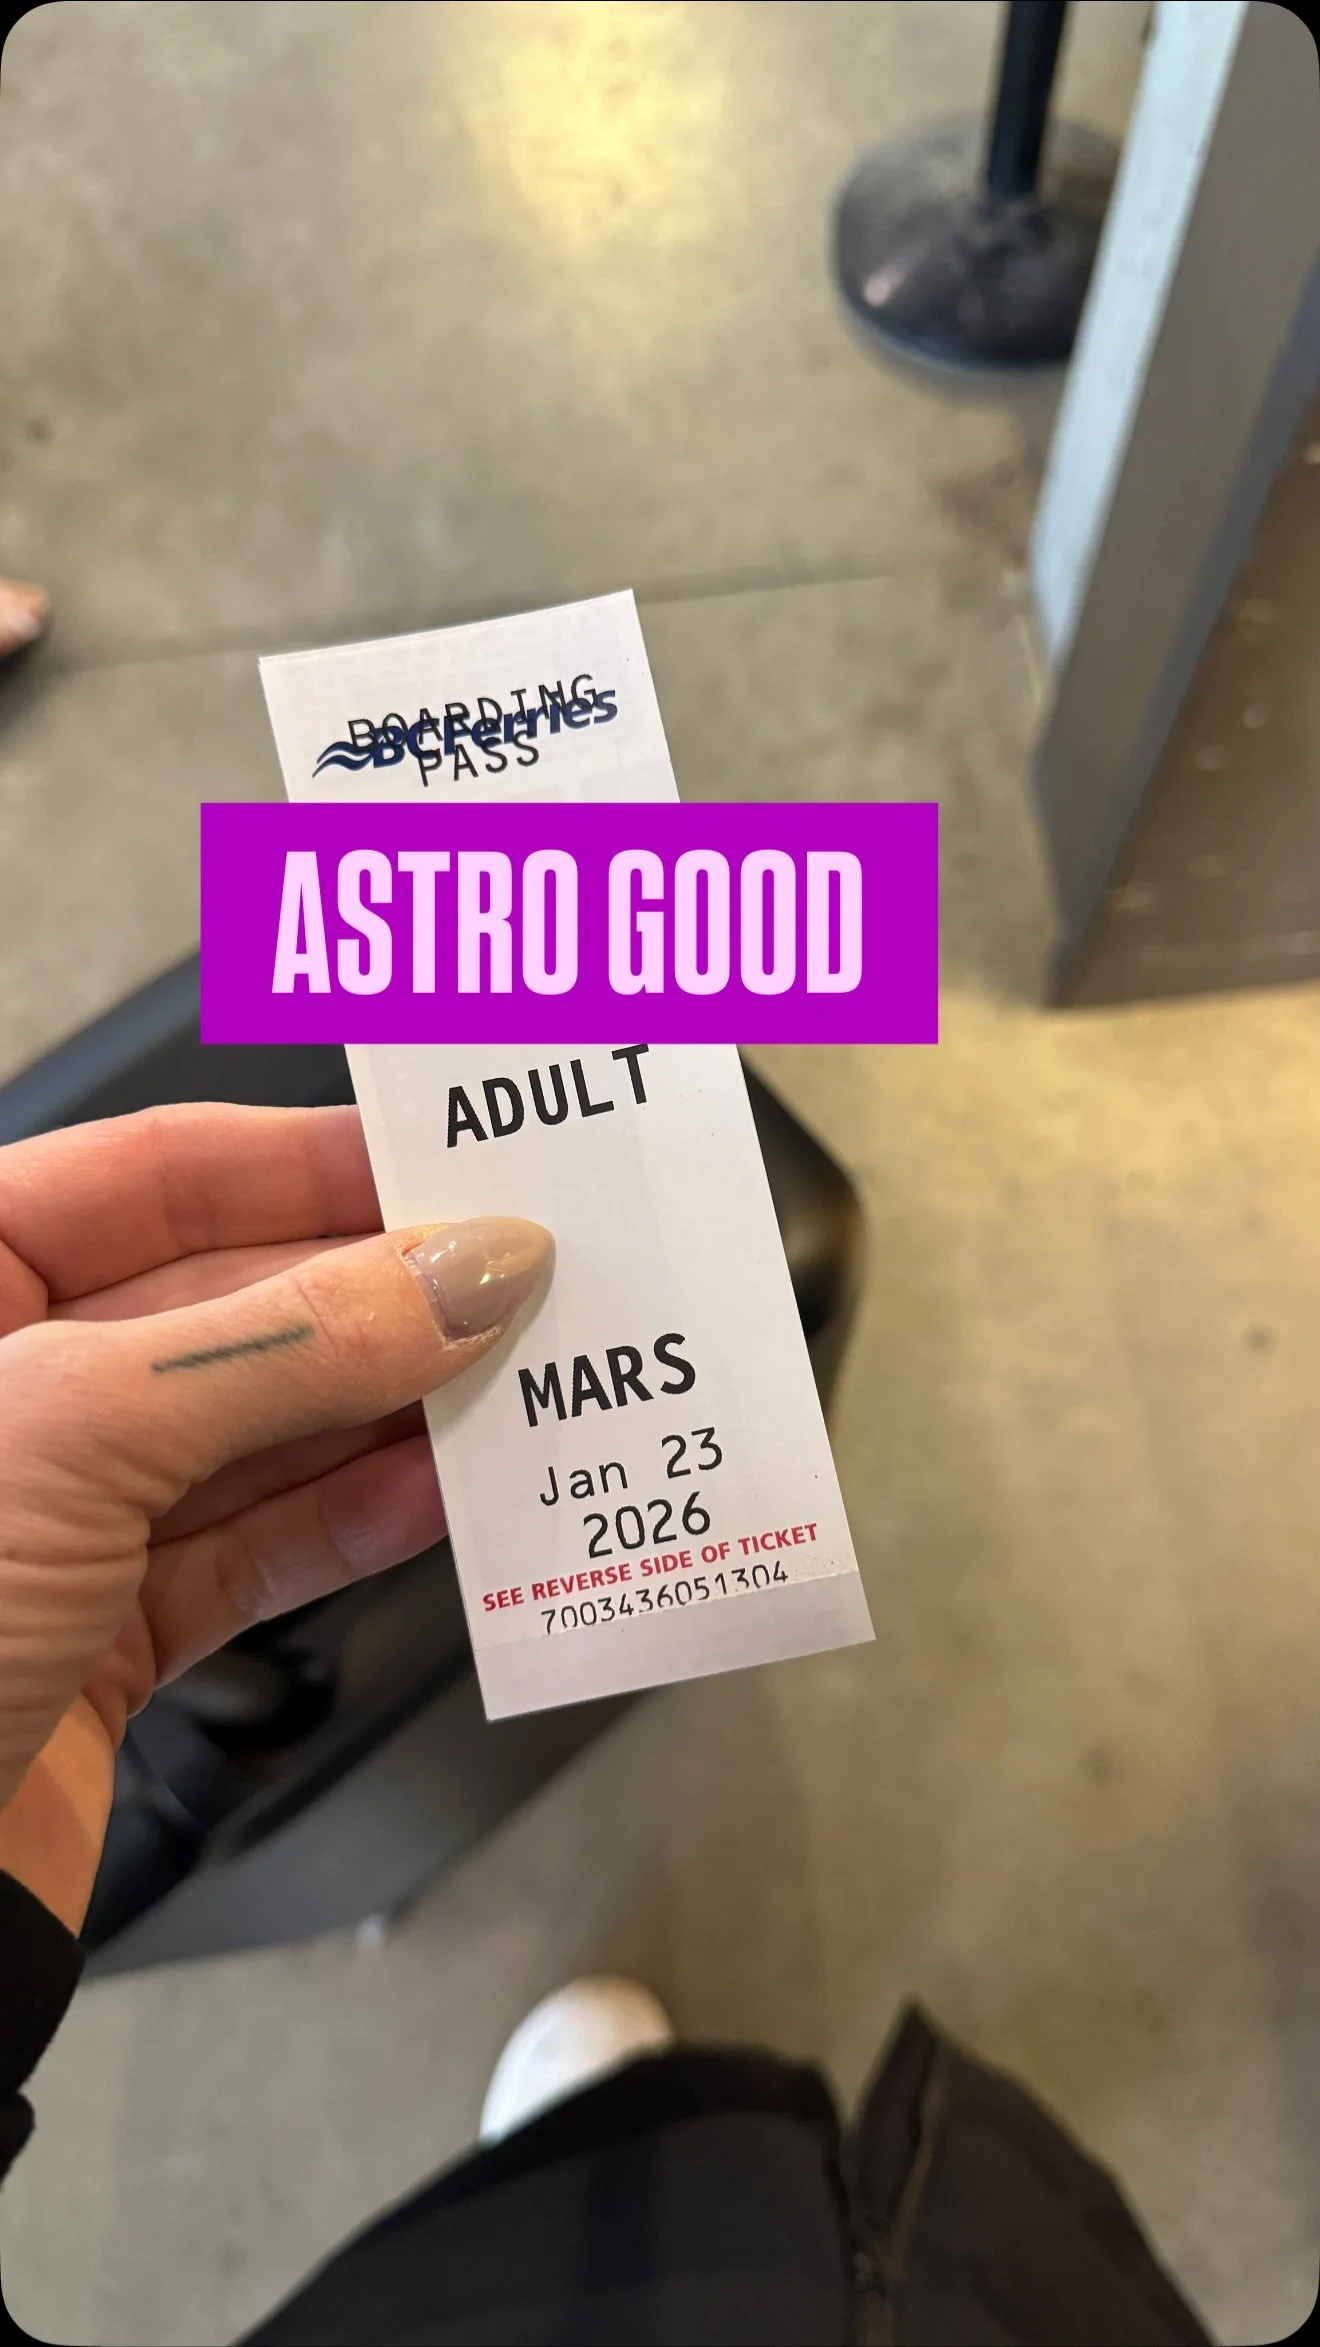 BOARDING
BCFerries
PASS
ASTRO GOOD
ADULT
MARS
Jan 23
2026
SEE REVERSE SIDE OF TICKET
7003436051304